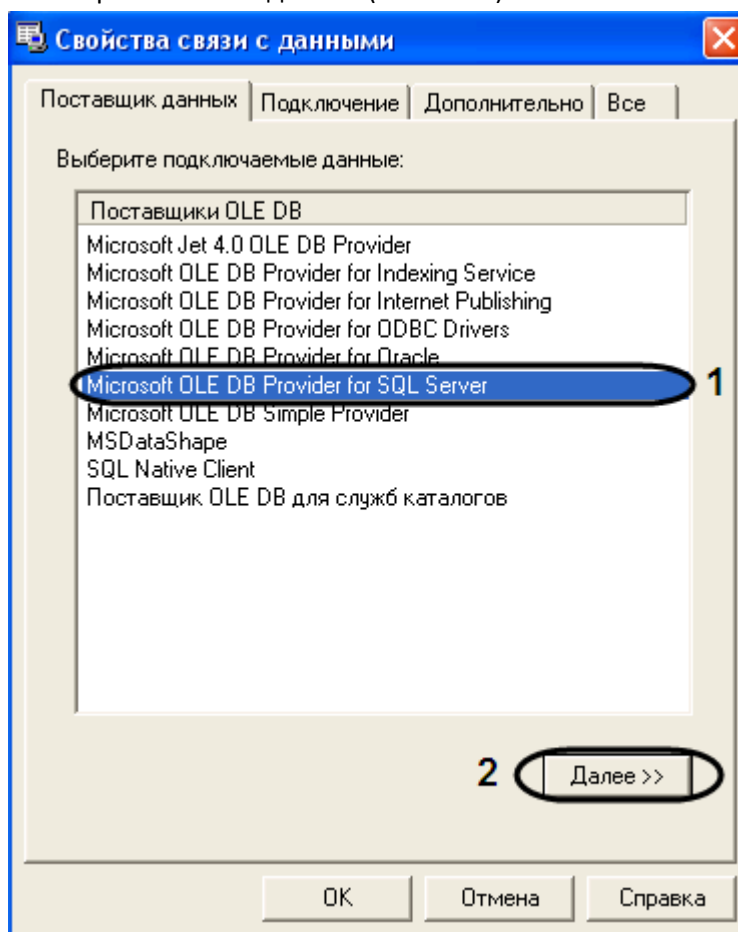 Свойства связи с данными
Поставщик данных Подключение Дополнительно Все
Выберите подключаемые данные:
Поставщики OLE DB
Microsoft Jet 4.0 OLE DB Provider
Microsoft OLE DB Provider for Indexing Service
Microsoft OLE DB Provider for Internet Publishing
Microsoft OLE DB Provider for ODBC Drivers
Microsoft OLE DB Provider for Oracle
Microsoft OLE DB Provider for SQL Server 1
Microsoft OLE DB Simple Provider
MSDataShape
SQL Native Client
Поставщик OLE DB для служб каталогов
2 Далее >>
OK Отмена Справка